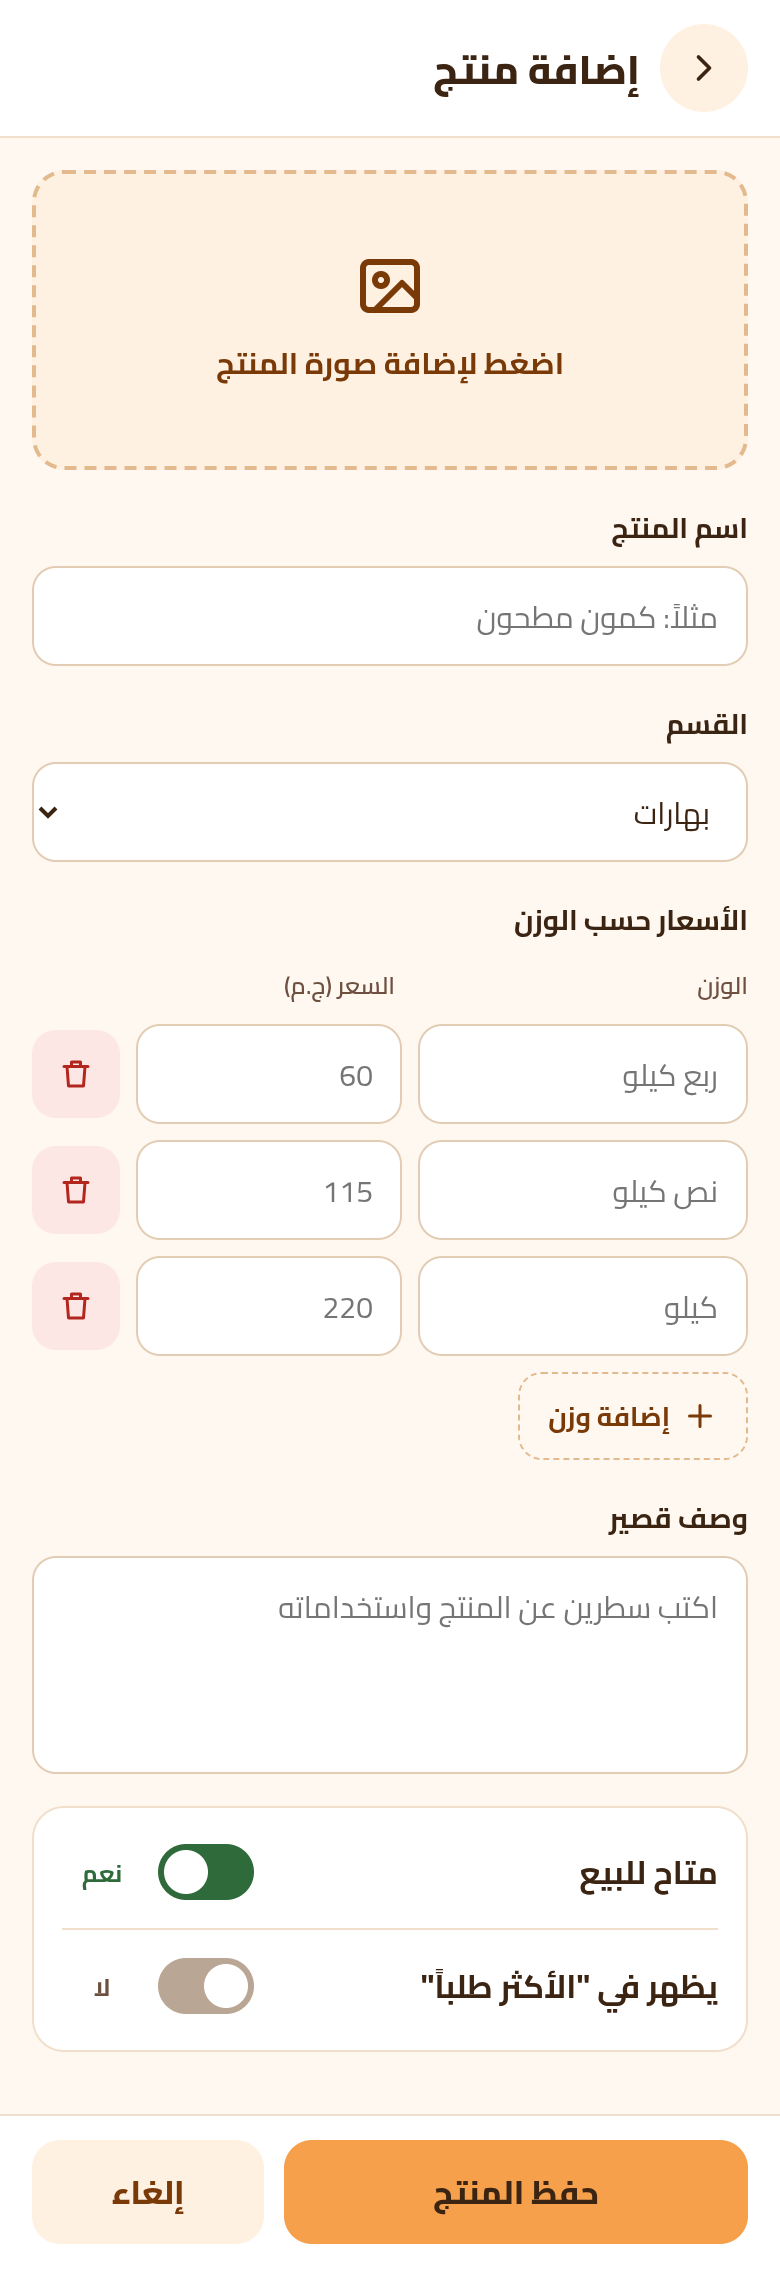 إضافة منتج
اضغط لإضافة صورة المنتج
اسم المنتج
مثلاً: كمون مطحون
القسم
بهارات
الأسعار حسب الوزن
الوزن
السعر (ج.م)
ربع كيلو
60
نص كيلو
115
كيلو
220
إضافة وزن
وصف قصير
اكتب سطرين عن المنتج واستخداماته
متاح للبيع
نعم
يظهر في "الأكثر طلباً"
لا
حفظ المنتج
إلغاء